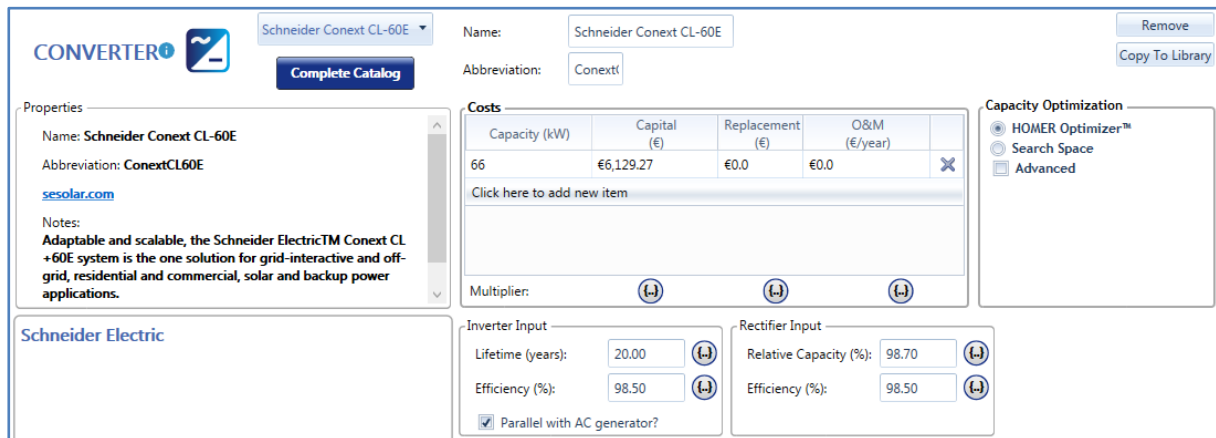 CONVERTER
Schneider Conext CL-60E
Complete Catalog
Name: Schneider Conext CL-60E
Abbreviation: Conext(
Remove
Copy To Library
Properties
Name: Schneider Conext CL-60E
Abbreviation: ConextCL60E
sesolar.com
Notes:
Adaptable and scalable, the Schneider ElectricTM Conext CL
+60E system is the one solution for grid-interactive and off-
grid, residential and commercial, solar and backup power
applications.
Schneider Electric
Costs
Capacity (kW) Capital (€) Replacement (€) O&M (€/year)
66 €6,129.27 €0.0 €0.0
Click here to add new item
Multiplier: {..} {..} {..}
Capacity Optimization
HOMER Optimizer™
Search Space
Advanced
Inverter Input
Lifetime (years): 20.00 {..}
Efficiency (%): 98.50 {..}
Parallel with AC generator?
Rectifier Input
Relative Capacity (%): 98.70 {..}
Efficiency (%): 98.50 {..}